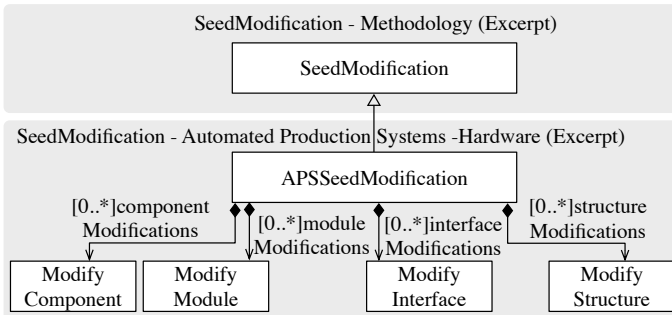 SeedModification - Methodology (Excerpt)
SeedModification
SeedModification - Automated Production Systems -Hardware (Excerpt)
APSSeedModification
[0..*]component
Modifications
[0..*]module
Modifications
[0..*]interface
Modifications
[0..*]structure
Modifications
Modify
Component
Modify
Module
Modify
Interface
Modify
Structure